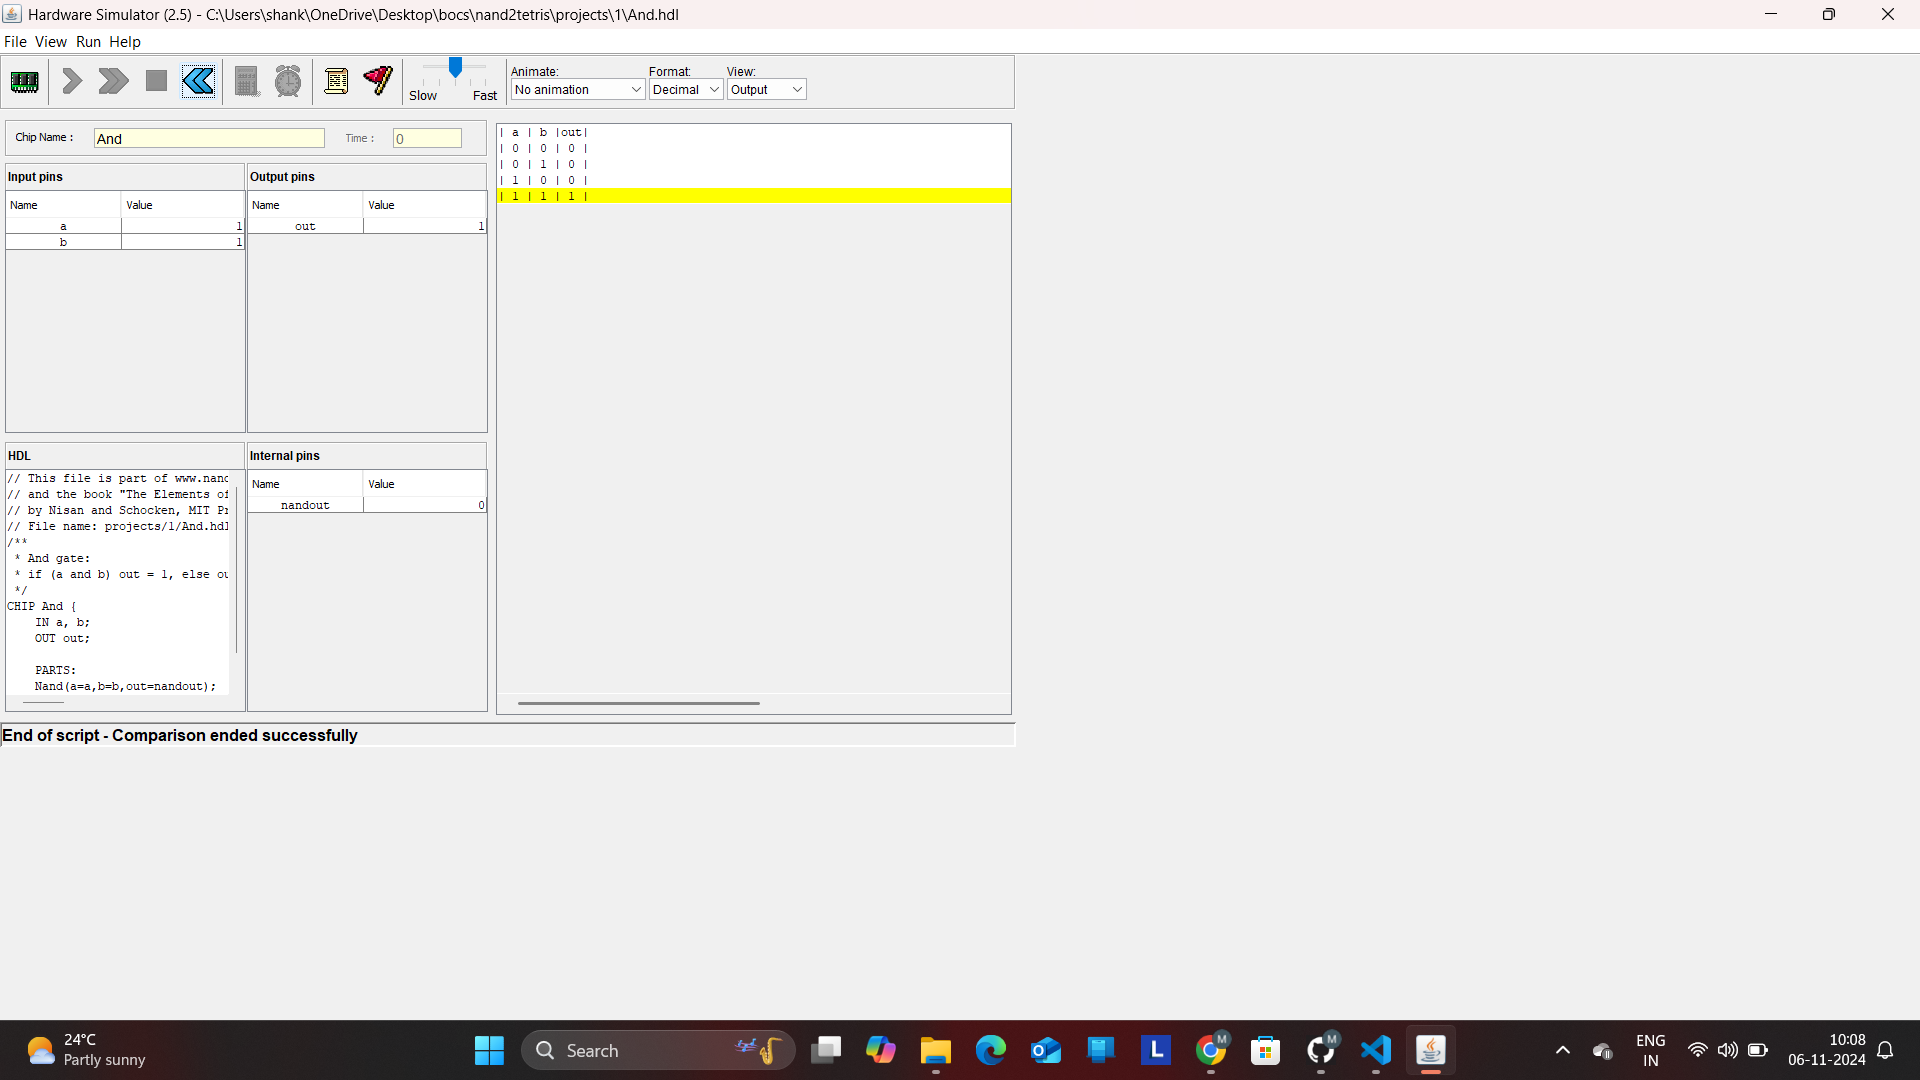 Hardware Simulator (2.5) - C:\Users\shank\OneDrive\Desktop\bocs\nand2tetris\projects\1\And.hdl
File View Run Help
Slow Fast
Animate: Format: View:
No animation Decimal Output
Chip Name : And Time : 0
Input pins
Name Value
a 1
b 1
Output pins
Name Value
out 1
HDL
// This file is part of www.nand
// and the book "The Elements of
// by Nisan and Schocken, MIT Pr
// File name: projects/1/And.hdl
/**
* And gate:
* if (a and b) out = 1, else ou
*/
CHIP And {
IN a, b;
OUT out;
PARTS:
Nand(a=a,b=b,out=nandout);
Internal pins
Name Value
nandout 0
| a | b |out|
| 0 | 0 | 0 |
| 0 | 1 | 0 |
| 1 | 0 | 0 |
| 1 | 1 | 1 |
End of script - Comparison ended successfully
24°C
Partly sunny
Search
L
M
M
ENG
IN
10:08
06-11-2024